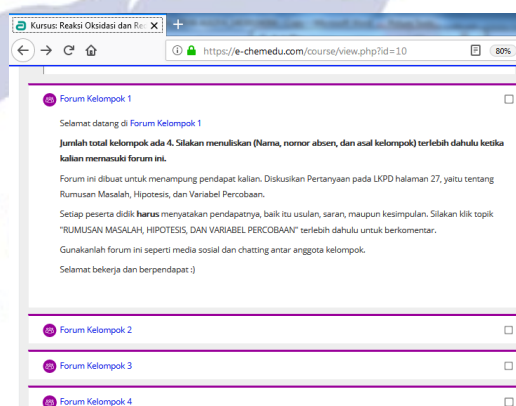 Kursus: Reaksi Oksidasi dan Re
https://e-chemedu.com/course/view.php?id=10
80%
Forum Kelompok 1
Selamat datang di Forum Kelompok 1
Jumlah total kelompok ada 4. Silakan menuliskan (Nama, nomor absen, dan asal kelompok) terlebih dahulu ketika
kalian memasuki forum ini.
Forum ini dibuat untuk menampung pendapat kalian. Diskusikan Pertanyaan pada LKPD halaman 27, yaitu tentang
Rumusan Masalah, Hipotesis, dan Variabel Percobaan.
Setiap peserta didik harus menyatakan pendapatnya, baik itu usulan, saran, maupun kesimpulan. Silakan klik topik
"RUMUSAN MASALAH, HIPOTESIS, DAN VARIABEL PERCOBAAN" terlebih dahulu untuk berkomentar.
Gunakanlah forum ini seperti media sosial dan chatting antar anggota kelompok.
Selamat bekerja dan berpendapat :)
Forum Kelompok 2
Forum Kelompok 3
Forum Kelompok 4